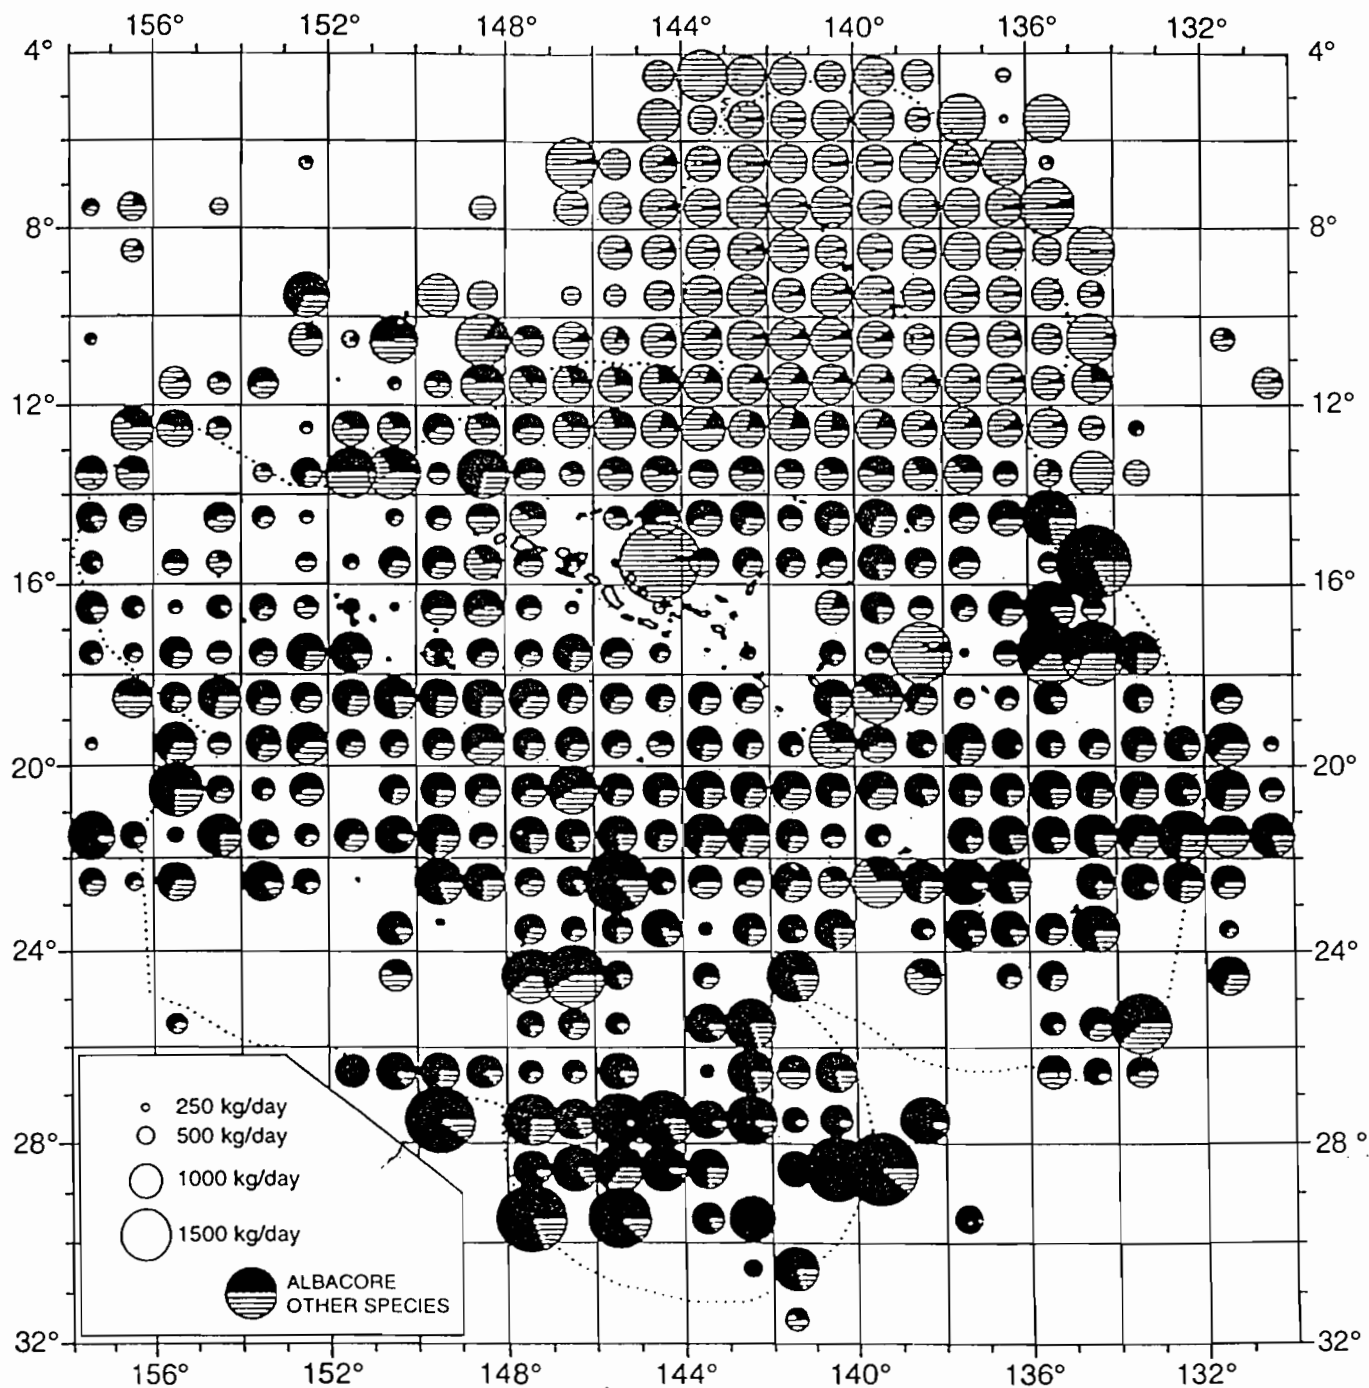 156° 152° 148° 144° 140° 136° 132°
4° 4°
8° 8°
12° 12°
16° 16°
20° 20°
24° 24°
28° 28°
32° 32°
250 kg/day
500 kg/day
1000 kg/day
1500 kg/day
ALBACORE
OTHER SPECIES
156° 152° 148° 144° 140° 136° 132°